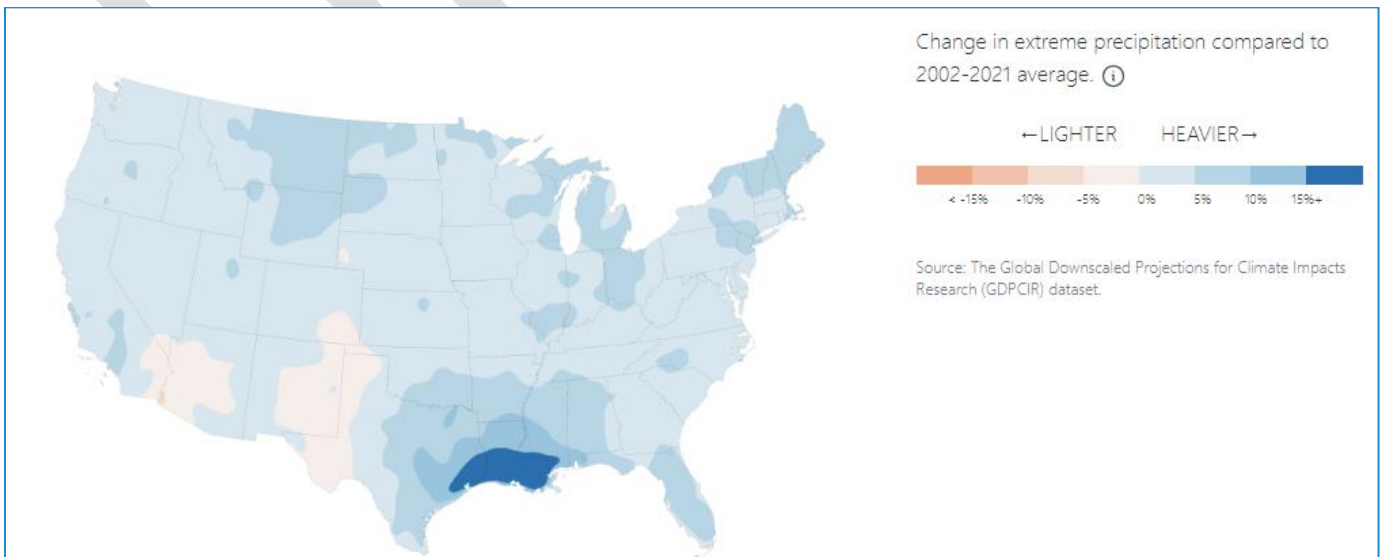 Change in extreme precipitation compared to
2002-2021 average. ⓘ
←LIGHTER HEAVIER→
< -15% -10% -5% 0% 5% 10% 15%+
Source: The Global Downscaled Projections for Climate Impacts
Research (GDPCIR) dataset.